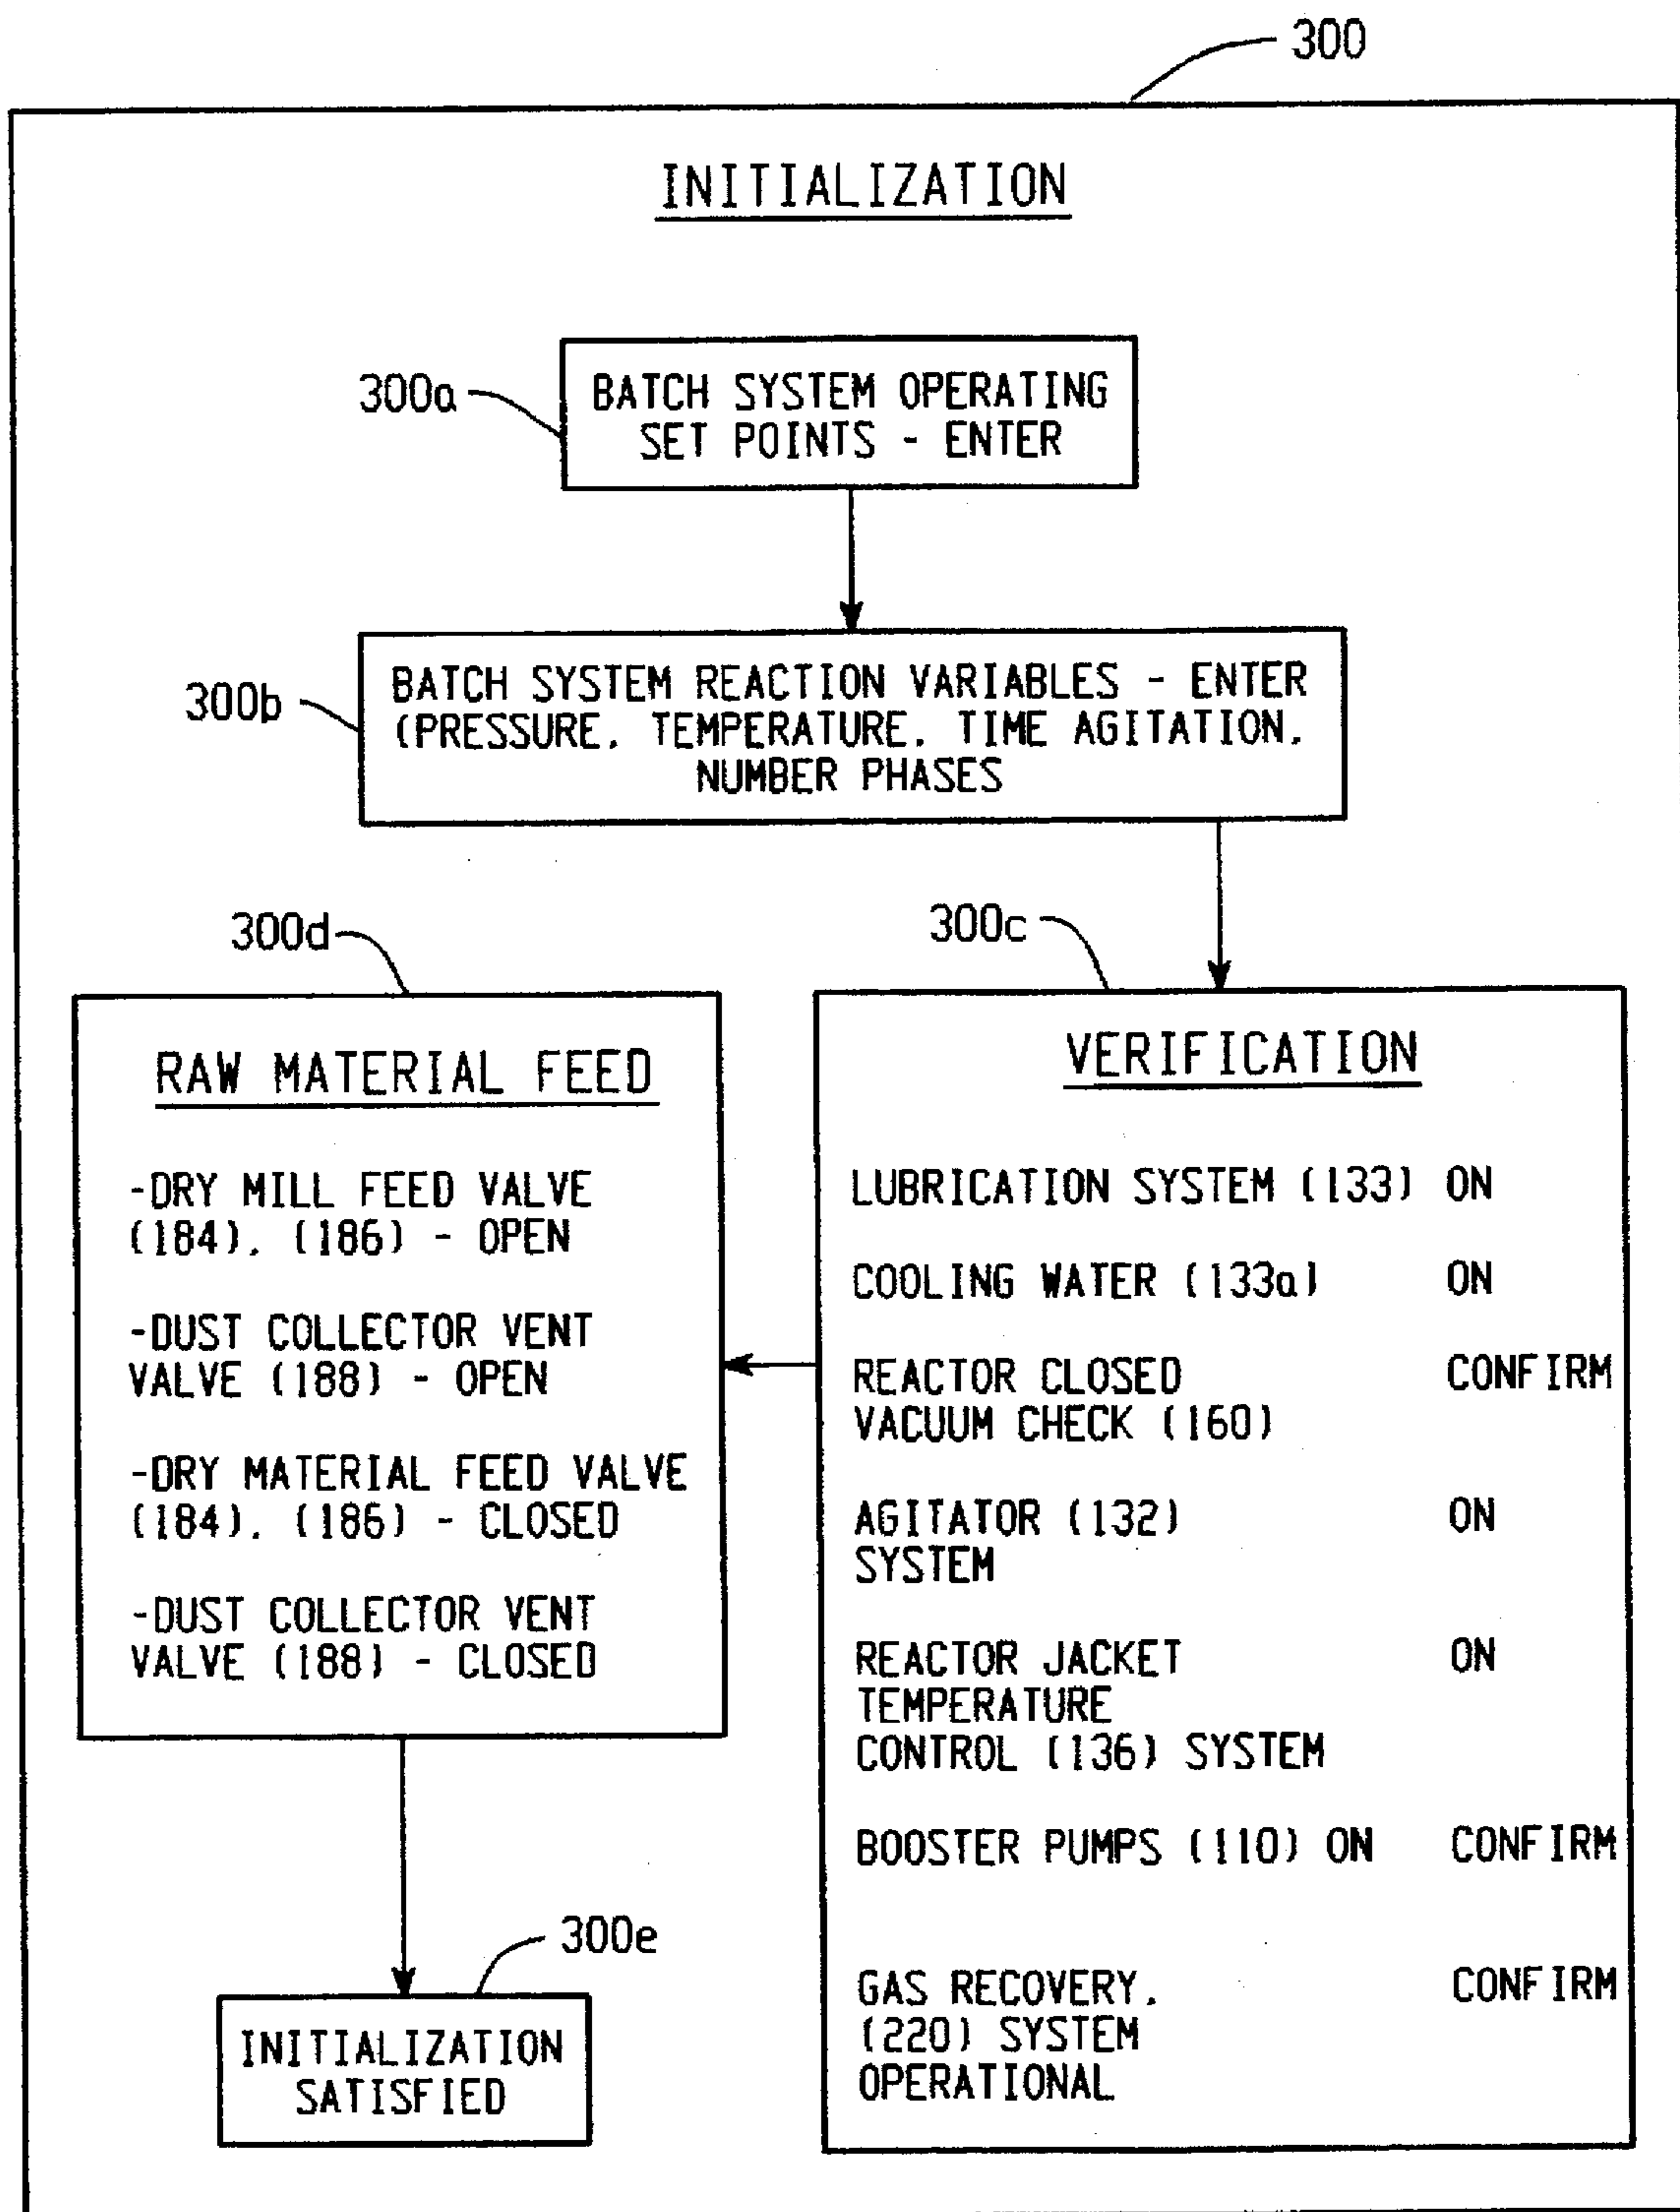 300
INITIALIZATION
300a
BATCH SYSTEM OPERATING
SET POINTS - ENTER
300b
BATCH SYSTEM REACTION VARIABLES - ENTER
(PRESSURE. TEMPERATURE. TIME AGITATION.
NUMBER PHASES
300d
RAW MATERIAL FEED
-DRY MILL FEED VALVE
(184). (186) - OPEN
-DUST COLLECTOR VENT
VALVE (188) - OPEN
-DRY MATERIAL FEED VALVE
(184). (186) - CLOSED
-DUST COLLECTOR VENT
VALVE (188) - CLOSED
300c
VERIFICATION
LUBRICATION SYSTEM (133) ON
COOLING WATER (133a) ON
REACTOR CLOSED CONFIRM
VACUUM CHECK (160)
AGITATOR (132) ON
SYSTEM
REACTOR JACKET ON
TEMPERATURE
CONTROL (136) SYSTEM
BOOSTER PUMPS (110) ON CONFIRM
GAS RECOVERY. CONFIRM
(220) SYSTEM
OPERATIONAL
300e
INITIALIZATION
SATISFIED